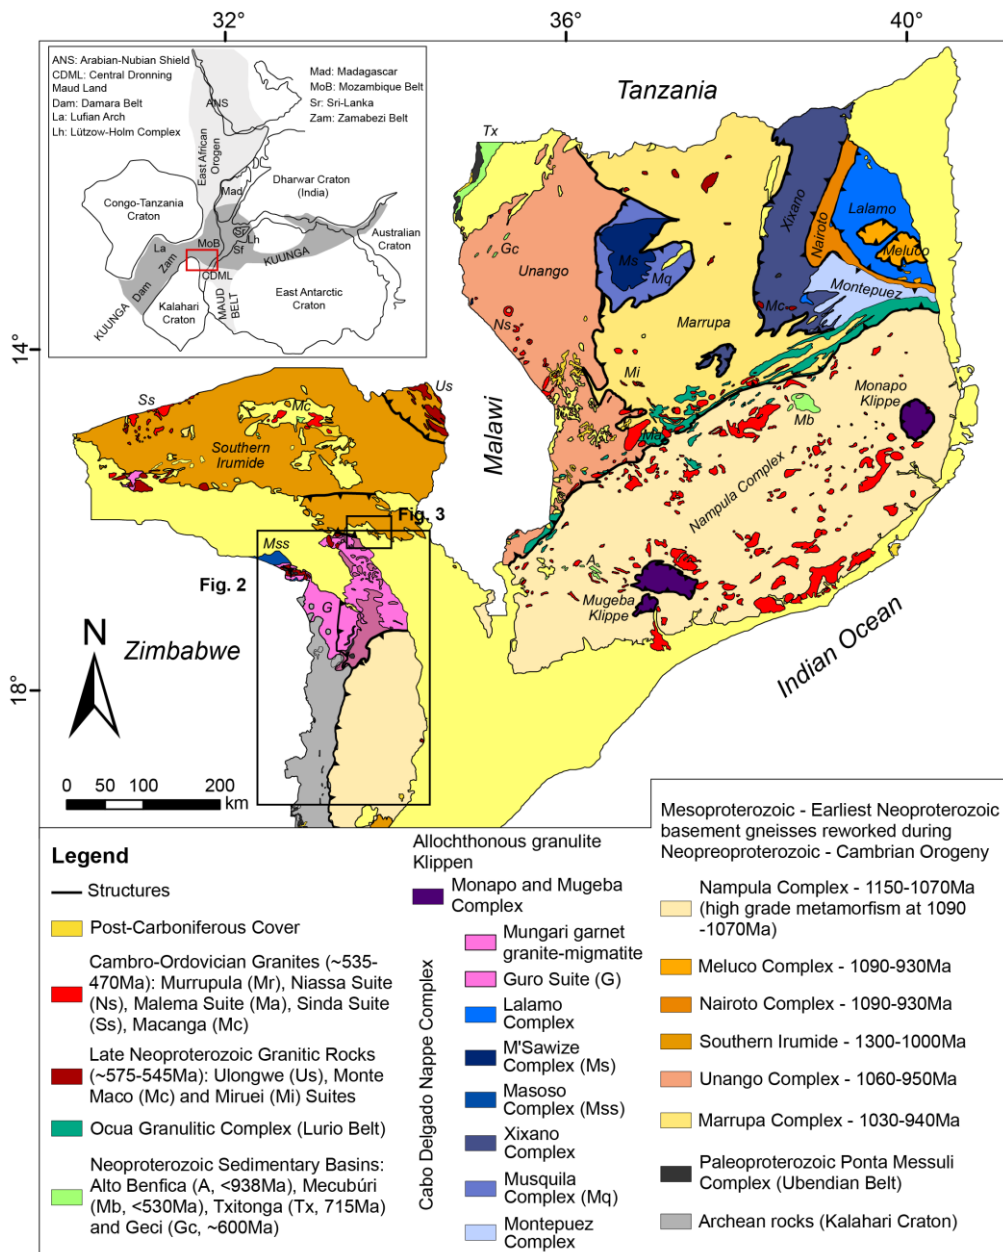 32°
36°
40°
ANS: Arabian-Nubian Shield
CDML: Central Dronning
Maud Land
Dam: Damara Belt
La: Lufian Arch
Lh: Lützow-Holm Complex
Mad: Madagascar
MoB: Mozambique Belt
Sr: Sri-Lanka
Zam: Zamabezi Belt
ANS
East African
Orogen
Mad
Dharwar Craton
(India)
Congo-Tanzania
Craton
Australian
Craton
La
MoB
Sr
Lh
Sf
Zam
KUUNGA
CDML
Dam
KUUNGA
Kalahari
Craton
MAUD
BELT
East Antarctic
Craton
Tanzania
Tx
Xixano
Nairoto
Lalamo
Meluco
Gc
Unango
Ms
Mq
Montepuez
Mc
Ns
Marrupa
14°
Mi
Monapo
Klippe
Us
Ss
Mc
Malawi
Mb
Ma
Southern
Irumide
Nampula Complex
Fig. 3
Mss
A
Fig. 2
G
Mugeba
Klippe
N
Zimbabwe
Indian Ocean
18°
0 50 100 200
km
Legend
Structures
Post-Carboniferous Cover
Cambro-Ordovician Granites (~535-
470Ma): Murrupula (Mr), Niassa Suite
(Ns), Malema Suite (Ma), Sinda Suite
(Ss), Macanga (Mc)
Late Neoproterozoic Granitic Rocks
(~575-545Ma): Ulongwe (Us), Monte
Maco (Mc) and Miruei (Mi) Suites
Ocua Granulitic Complex (Lurio Belt)
Neoproterozoic Sedimentary Basins:
Alto Benfica (A, <938Ma), Mecubúri
(Mb, <530Ma), Txitonga (Tx, 715Ma)
and Geci (Gc, ~600Ma)
Allochthonous granulite
Klippen
Monapo and Mugeba
Complex
Cabo Delgado Nappe Complex
Mungari garnet
granite-migmatite
Guro Suite (G)
Lalamo
Complex
M'Sawize
Complex (Ms)
Masoso
Complex (Mss)
Xixano
Complex
Musquila
Complex (Mq)
Montepuez
Complex
Mesoproterozoic - Earliest Neoproterozoic
basement gneisses reworked during
Neopreoproterozoic - Cambrian Orogeny
Nampula Complex - 1150-1070Ma
(high grade metamorfism at 1090
-1070Ma)
Meluco Complex - 1090-930Ma
Nairoto Complex - 1090-930Ma
Southern Irumide - 1300-1000Ma
Unango Complex - 1060-950Ma
Marrupa Complex - 1030-940Ma
Paleoproterozoic Ponta Messuli
Complex (Ubendian Belt)
Archean rocks (Kalahari Craton)